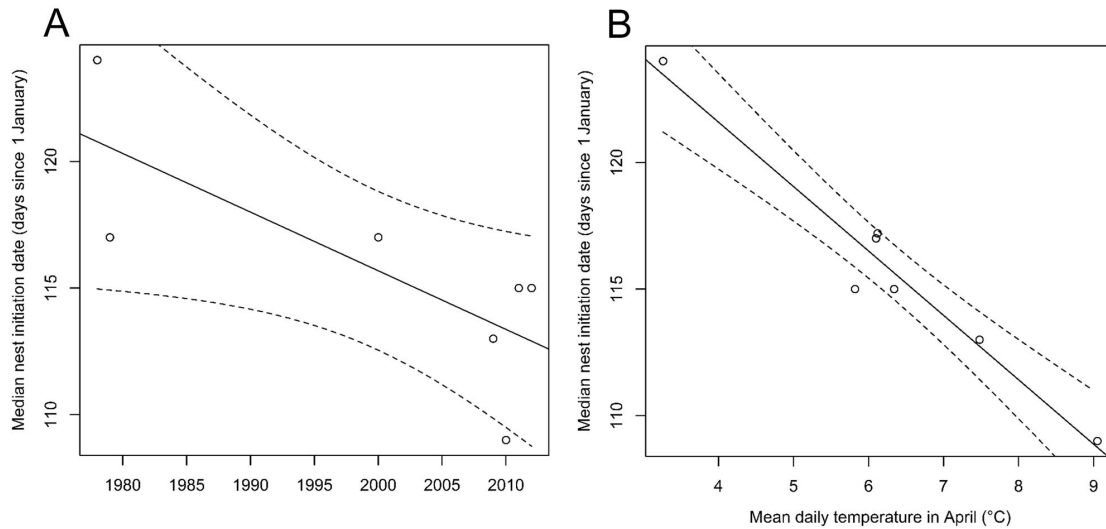 A
Median nest initiation date (days since 1 January)
120
115
110
1980 1985 1990 1995 2000 2005 2010
B
Median nest initiation date (days since 1 January)
120
115
110
4 5 6 7 8 9
Mean daily temperature in April (°C)